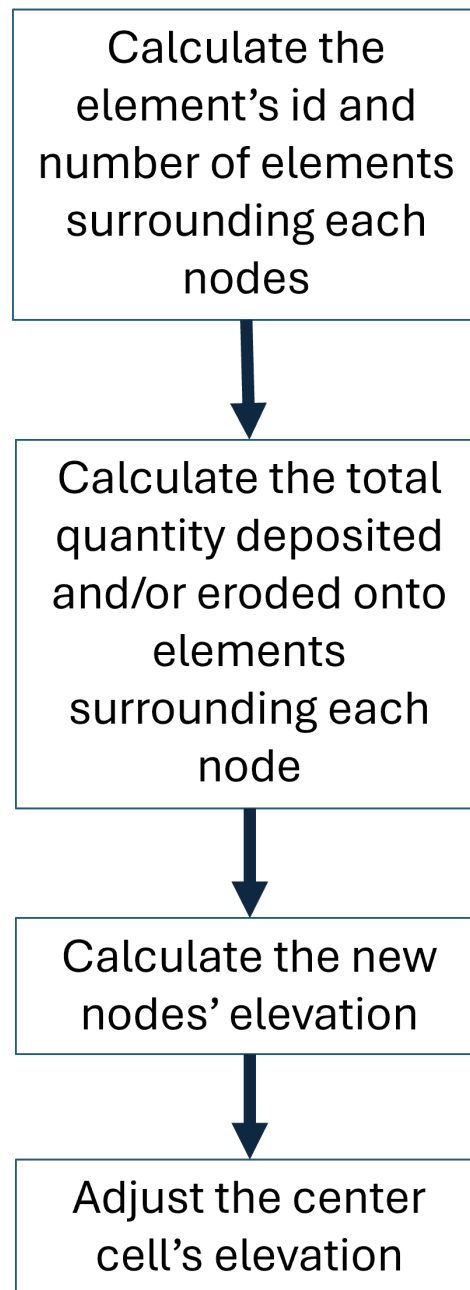 Calculate the
element’s id and
number of elements
surrounding each
nodes
Calculate the total
quantity deposited
and/or eroded onto
elements
surrounding each
node
Calculate the new
nodes’ elevation
Adjust the center
cell’s elevation